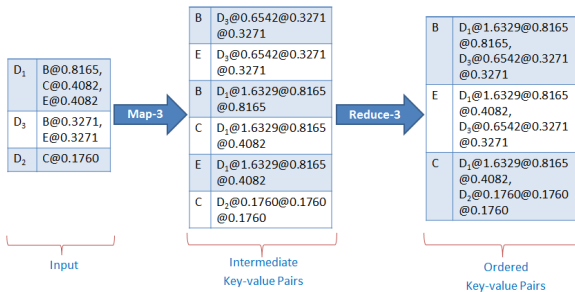 D1 B@0.8165,
C@0.4082,
E@0.4082
D3 B@0.3271,
E@0.3271
D2 C@0.1760
Input
Map-3
B D3@0.6542@0.3271
@0.3271
E D3@0.6542@0.3271
@0.3271
B D1@1.6329@0.8165
@0.8165
C D1@1.6329@0.8165
@0.4082
E D1@1.6329@0.8165
@0.4082
C D2@0.1760@0.1760
@0.1760
Intermediate
Key-value Pairs
Reduce-3
B D1@1.6329@0.8165
@0.8165,
D3@0.6542@0.3271
@0.3271
E D1@1.6329@0.8165
@0.4082,
D3@0.6542@0.3271
@0.3271
C D1@1.6329@0.8165
@0.4082,
D2@0.1760@0.1760
@0.1760
Ordered
Key-value Pairs